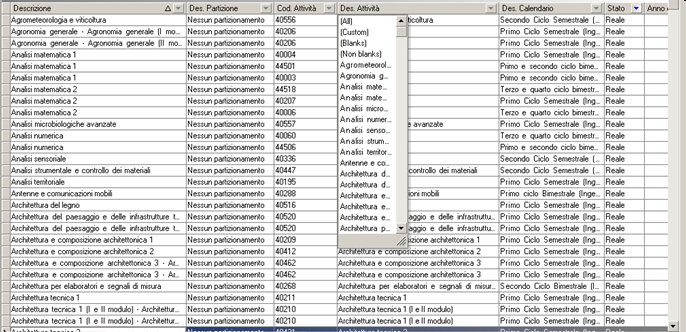 Descrizione Des. Partizione Cod. Attività Des. Attività Des. Calendario Stato Anno
Agrometeorologia e viticoltura Nessun partizionamento 40556 viticoltura Secondo Ciclo Semestrale (... Reale
Agronomia generale - Agronomia generale (I mo... Nessun partizionamento 40206 Primo Ciclo Semestrale (Ing... Reale
Agronomia generale - Agronomia generale (II m... Nessun partizionamento 40206 Primo Ciclo Semestrale (Ing... Reale
Analisi matematica 1 Nessun partizionamento 40004 Primo Ciclo Semestrale (Ing... Reale
Analisi matematica 1 Nessun partizionamento 44501 Primo e secondo ciclo bime... Reale
Analisi matematica 1 Nessun partizionamento 40003 Primo e secondo ciclo bime... Reale
Analisi matematica 2 Nessun partizionamento 44518 Terzo e quarto ciclo bimestr... Reale
Analisi matematica 2 Nessun partizionamento 40207 Primo Ciclo Semestrale (Ing... Reale
Analisi matematica 2 Nessun partizionamento 40006 Terzo e quarto ciclo bimestr... Reale
Analisi microbiologiche avanzate Nessun partizionamento 40557 e avanzate Primo Ciclo Semestrale (Ing... Reale
Analisi numerica Nessun partizionamento 40060 Terzo e quarto ciclo bimestr... Reale
Analisi numerica Nessun partizionamento 44506 Primo e secondo ciclo bime... Reale
Analisi sensoriale Nessun partizionamento 40336 Secondo Ciclo Semestrale (... Reale
Analisi strumentale e controllo dei materiali Nessun partizionamento 40447 e controllo dei materiali Secondo Ciclo Semestrale (... Reale
Analisi territoriale Nessun partizionamento 40195 Primo Ciclo Semestrale (Ing... Reale
Antenne e comunicazioni mobili Nessun partizionamento 40288 cazioni mobili Primo Ciclo Bimestrale (Ing... Reale
Architettura del legno Nessun partizionamento 40516 Primo Ciclo Semestrale (Ing... Reale
Architettura del paesaggio e delle infrastrutture t... Nessun partizionamento 40520 paesaggio e delle infrastruttu... Primo Ciclo Semestrale (Ing... Reale
Architettura del paesaggio e delle infrastrutture t... Nessun partizionamento 40520 paesaggio e delle infrastruttu... Primo Ciclo Semestrale (Ing... Reale
Architettura e composizione architettonica 1 Nessun partizionamento 40209 mposizione architettonica 1 Primo Ciclo Semestrale (Ing... Reale
Architettura e composizione architettonica 2 Nessun partizionamento 40412 Architettura e composizione architettonica 2 Primo Ciclo Semestrale (Ing... Reale
Architettura e composizione architettonica 3 - Ar... Nessun partizionamento 40462 Architettura e composizione architettonica 3 Primo Ciclo Semestrale (Ing... Reale
Architettura e composizione architettonica 3 - Ar... Nessun partizionamento 40462 Architettura e composizione architettonica 3 Primo Ciclo Semestrale (Ing... Reale
Architettura per elaboratori e segnali di misura Nessun partizionamento 40268 Architettura per elaboratori e segnali di misur... Secondo Ciclo Bimestrale (I... Reale
Architettura tecnica 1 Nessun partizionamento 40211 Architettura tecnica 1 Primo Ciclo Semestrale (Ing... Reale
Architettura tecnica 1 (I e II modulo) - Architettur... Nessun partizionamento 40210 Architettura tecnica 1 (I e II modulo) Primo Ciclo Semestrale (Ing... Reale
Architettura tecnica 1 (I e II modulo) - Architettur... Nessun partizionamento 40210 Architettura tecnica 1 (I e II modulo) Primo Ciclo Semestrale (Ing... Reale
(All)
(Custom)
(Blanks)
(Non blanks)
Agrometeorol...
Agronomia g...
Analisi mate...
Analisi mate...
Analisi micro...
Analisi numer...
Analisi senso...
Analisi strum...
Analisi territor...
Antenne e co...
Architettura d...
Architettura d...
Architettura e...
Architettura e...
Architettura e...
Architettura p...